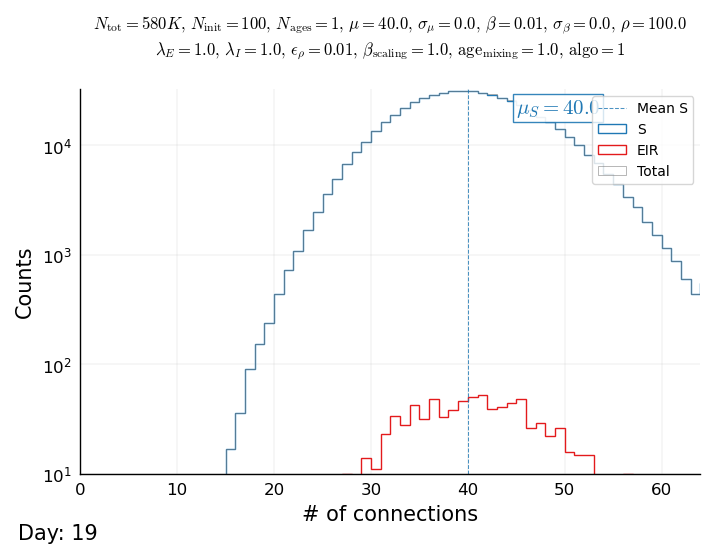 N_tot = 580K, N_init = 100, N_ages = 1, μ = 40.0, σ_μ = 0.0, β = 0.01, σ_β = 0.0, ρ = 100.0
λ_E = 1.0, λ_I = 1.0, ϵ_ρ = 0.01, β_scaling = 1.0, age_mixing = 1.0, algo = 1
μ_S = 40.0
Mean S
S
EIR
Total
Counts
10^4
10^3
10^2
10^1
0 10 20 30 40 50 60
# of connections
Day: 19